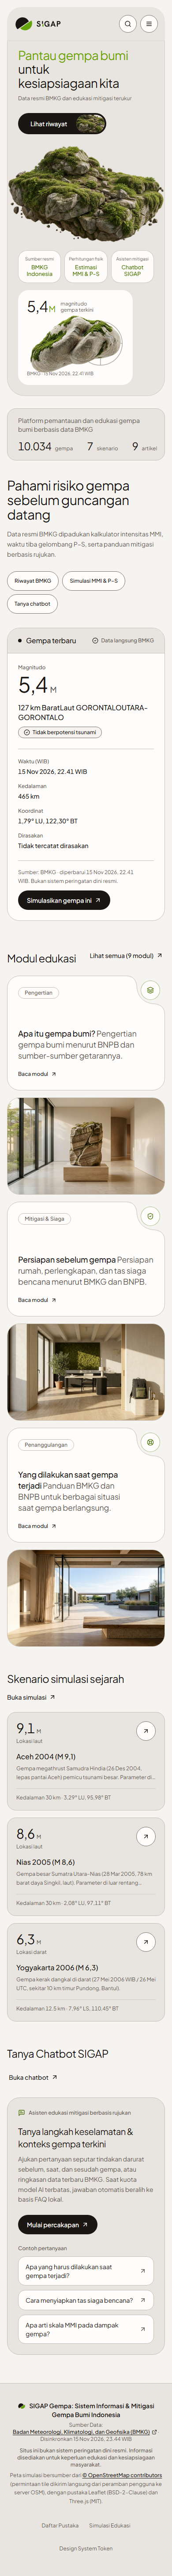 S!GAP
Pantau gempa bumi
untuk
kesiapsiagaan kita
Data resmi BMKG dan edukasi mitigasi terukur
Lihat riwayat
Sumber resmi
BMKG
Indonesia
Perhitungan fisik
Estimasi
MMI & P-S
Asisten mitigasi
Chatbot
SIGAP
5,4 M
magnitudo
gempa terkini
BMKG · 15 Nov 2026, 22.41 WIB
Platform pemantauan dan edukasi gempa
bumi berbasis data BMKG
10.034 gempa
7 skenario
9 artikel
Pahami risiko gempa
sebelum guncangan
datang
Data resmi BMKG dipadukan kalkulator intensitas MMI,
waktu tiba gelombang P-S, serta panduan mitigasi
berbasis rujukan.
Riwayat BMKG
Simulasi MMI & P-S
Tanya chatbot
Gempa terbaru
Data langsung BMKG
Magnitudo
5,4 M
127 km BaratLaut GORONTALOUTARA-
GORONTALO
Tidak berpotensi tsunami
Waktu (WIB)
15 Nov 2026, 22.41 WIB
Kedalaman
465 km
Koordinat
1,79° LU, 122,30° BT
Dirasakan
Tidak tercatat dirasakan
Sumber: BMKG · diperbarui 15 Nov 2026, 22.41
WIB. Bukan sistem peringatan dini resmi.
Simulasikan gempa ini
Modul edukasi
Lihat semua (9 modul)
Pengertian
Apa itu gempa bumi? Pengertian
gempa bumi menurut BNPB dan
sumber-sumber getarannya.
Baca modul
Mitigasi & Siaga
Persiapan sebelum gempa Persiapan
rumah, perlengkapan, dan tas siaga
bencana menurut BMKG dan BNPB.
Baca modul
Penanggulangan
Yang dilakukan saat gempa
terjadi Panduan BMKG dan
BNPB untuk berbagai situasi
saat gempa berlangsung.
Baca modul
Skenario simulasi sejarah
Buka simulasi
9,1 M
Lokasi laut
Aceh 2004 (M 9,1)
Gempa megathrust Samudra Hindia (26 Des 2004,
lepas pantai Aceh) pemicu tsunami besar. Parameter di...
Kedalaman 30 km · 3.29° LU, 95,98° BT
8,6 M
Lokasi laut
Nias 2005 (M 8,6)
Gempa besar Sumatra Utara-Nias (28 Mar 2005, 78 km
barat daya Singkil, laut). Parameter di luar rentang...
Kedalaman 30 km · 2.08° LU, 97,11° BT
6,3 M
Lokasi darat
Yogyakarta 2006 (M 6,3)
Gempa kerak dangkal di darat (27 Mei 2006 WIB / 26 Mei
UTC, sekitar 10 km timur Pundong, Bantul).
Kedalaman 12.5 km · 7.96° LS, 110,45° BT
Tanya Chatbot SIGAP
Buka chatbot
Asisten edukasi mitigasi berbasis rujukan
Tanya langkah keselamatan &
konteks gempa terkini
Ajukan pertanyaan seputar tindakan darurat
sebelum, saat, dan sesudah gempa, atau
ringkasan data terbaru BMKG. Saat kuota
model AI terbatas, jawaban otomatis beralih ke
basis FAQ lokal.
Mulai percakapan
Contoh pertanyaan
Apa yang harus dilakukan saat
gempa terjadi?
Cara menyiapkan tas siaga bencana?
Apa arti skala MMI pada dampak
gempa?
SIGAP Gempa: Sistem Informasi & Mitigasi
Gempa Bumi Indonesia
Sumber Data:
Badan Meteorologi, Klimatologi, dan Geofisika (BMKG)
Disinkronkan 15 Nov 2026, 23.44 WIB
Situs ini bukan sistem peringatan dini resmi. Informasi
disediakan untuk keperluan edukasi dan kesiapsiagaan
masyarakat.
Peta simulasi bersumber dari © OpenStreetMap contributors
(permintaan tile dikirim langsung dari peramban pengguna ke
server OSM), dengan pustaka Leaflet (BSD-2-Clause) dan
Three.js (MIT).
Daftar Pustaka
Simulasi Edukasi
Design System Token